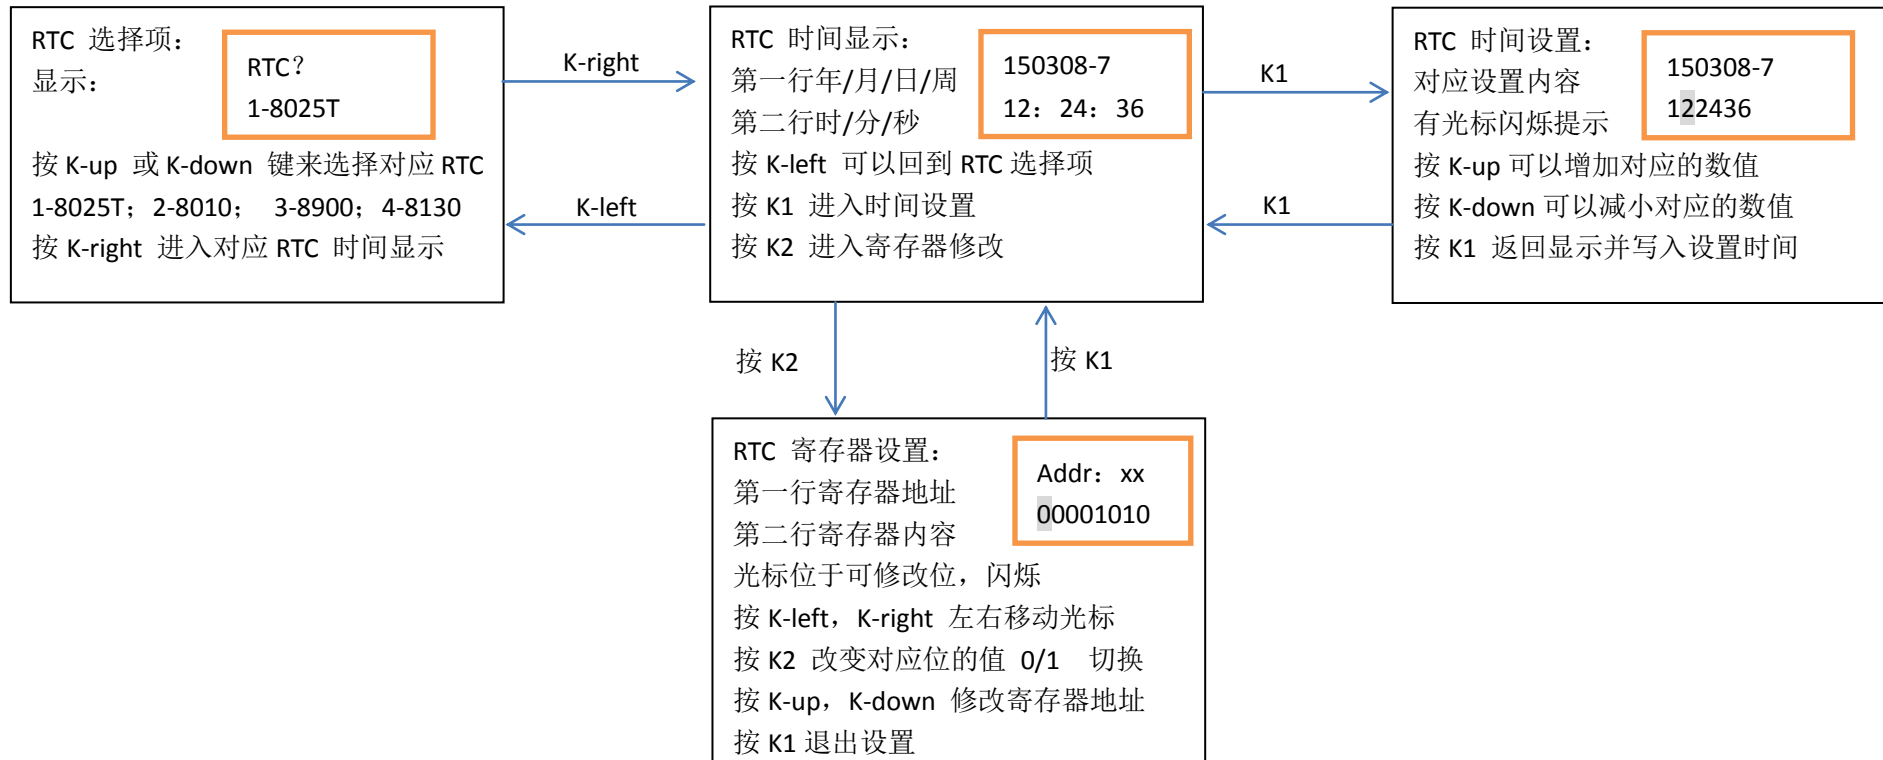 RTC 选择项：
显示：
RTC？
1-8025T
按 K-up 或 K-down 键来选择对应 RTC
1-8025T；2-8010； 3-8900；4-8130
按 K-right 进入对应 RTC 时间显示
K-right
K-left
RTC 时间显示：
第一行年/月/日/周
第二行时/分/秒
150308-7
12：24：36
按 K-left 可以回到 RTC 选择项
按 K1 进入时间设置
按 K2 进入寄存器修改
K1
K1
RTC 时间设置：
对应设置内容
有光标闪烁提示
150308-7
122436
按 K-up 可以增加对应的数值
按 K-down 可以减小对应的数值
按 K1 返回显示并写入设置时间
按 K2
按 K1
RTC 寄存器设置：
第一行寄存器地址
第二行寄存器内容
Addr：xx
00001010
光标位于可修改位，闪烁
按 K-left，K-right 左右移动光标
按 K2 改变对应位的值 0/1 切换
按 K-up，K-down 修改寄存器地址
按 K1 退出设置